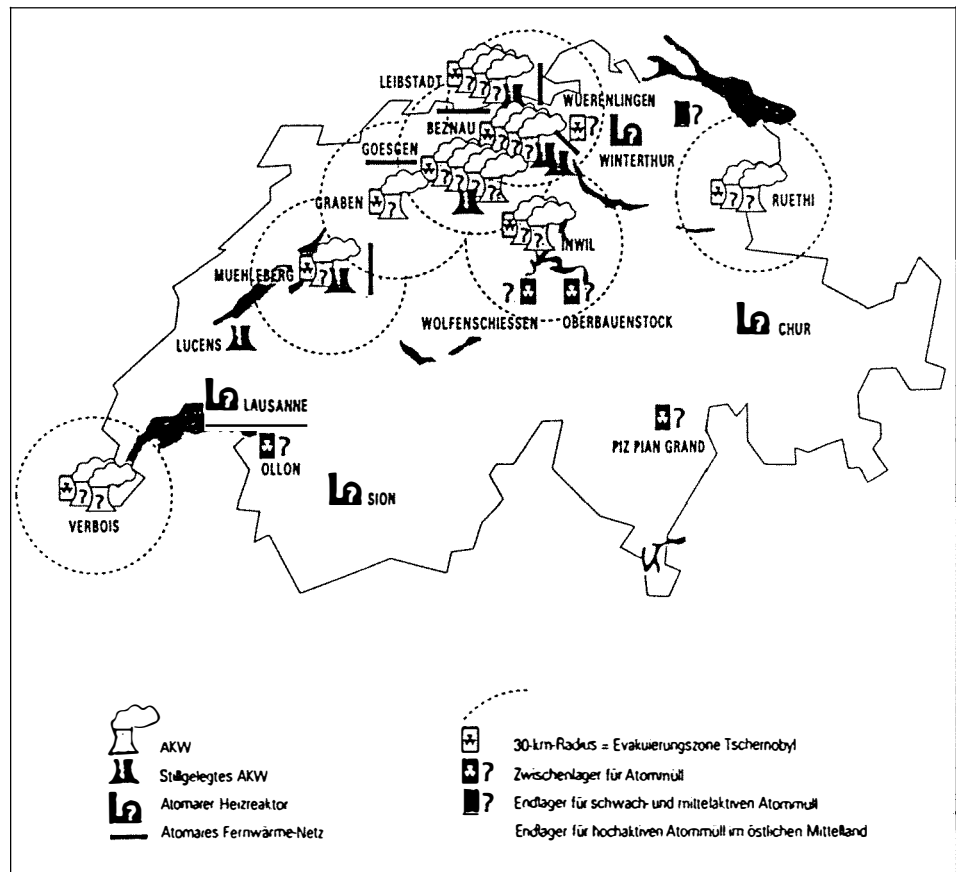 LEIBSTADT
WUERENLINGEN
BEZNAU
GOESGEN
WINTERTHUR
GRABEN
RUETHI
INWIL
MUEHLEBERG
WOLFENSCHIESSEN
OBERBAUENSTOCK
LUCENS
CHUR
LAUSANNE
OLLON
PIZ PIAN GRAND
SION
VERBOIS
AKW
Stillgelegtes AKW
Atomarer Heizreaktor
Atomares Fernwärme-Netz
30-km-Radius = Evakuierungszone Tschernobyl
? Zwischenlager für Atommüll
? Endlager für schwach- und mittelaktiven Atommüll
Endlager für hochaktiven Atommüll im östlichen Mittelland